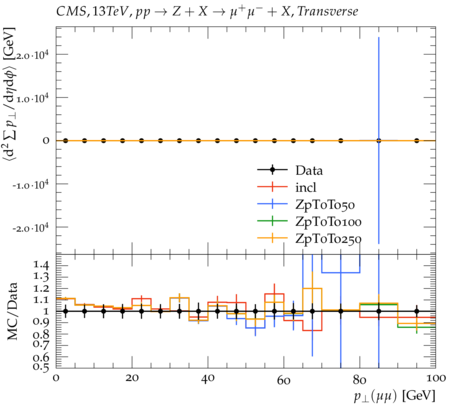 CMS, 13TeV, pp → Z + X → μ⁺μ⁻ + X, Transverse
⟨d² ∑ p⊥/dηdϕ⟩ [GeV]
2.0·10⁴
1.0·10⁴
0
-1.0·10⁴
-2.0·10⁴
Data
incl
ZpToTo50
ZpToTo100
ZpToTo250
MC/Data
1.4
1.3
1.2
1.1
1
0.9
0.8
0.7
0.6
0.5
0 20 40 60 80 100
p⊥(μμ) [GeV]